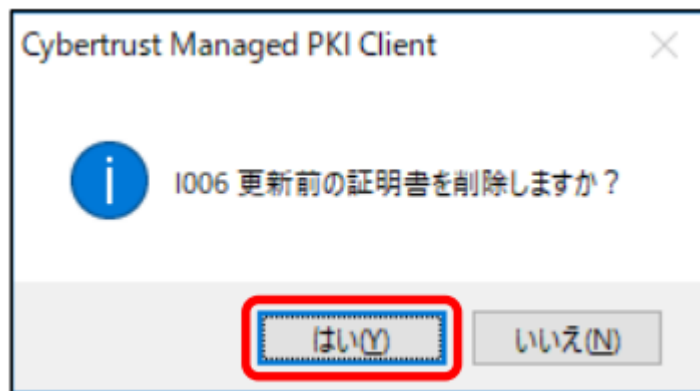 Cybertrust Managed PKI Client
I006 更新前の証明書を削除しますか？
はい(Y)
いいえ(N)